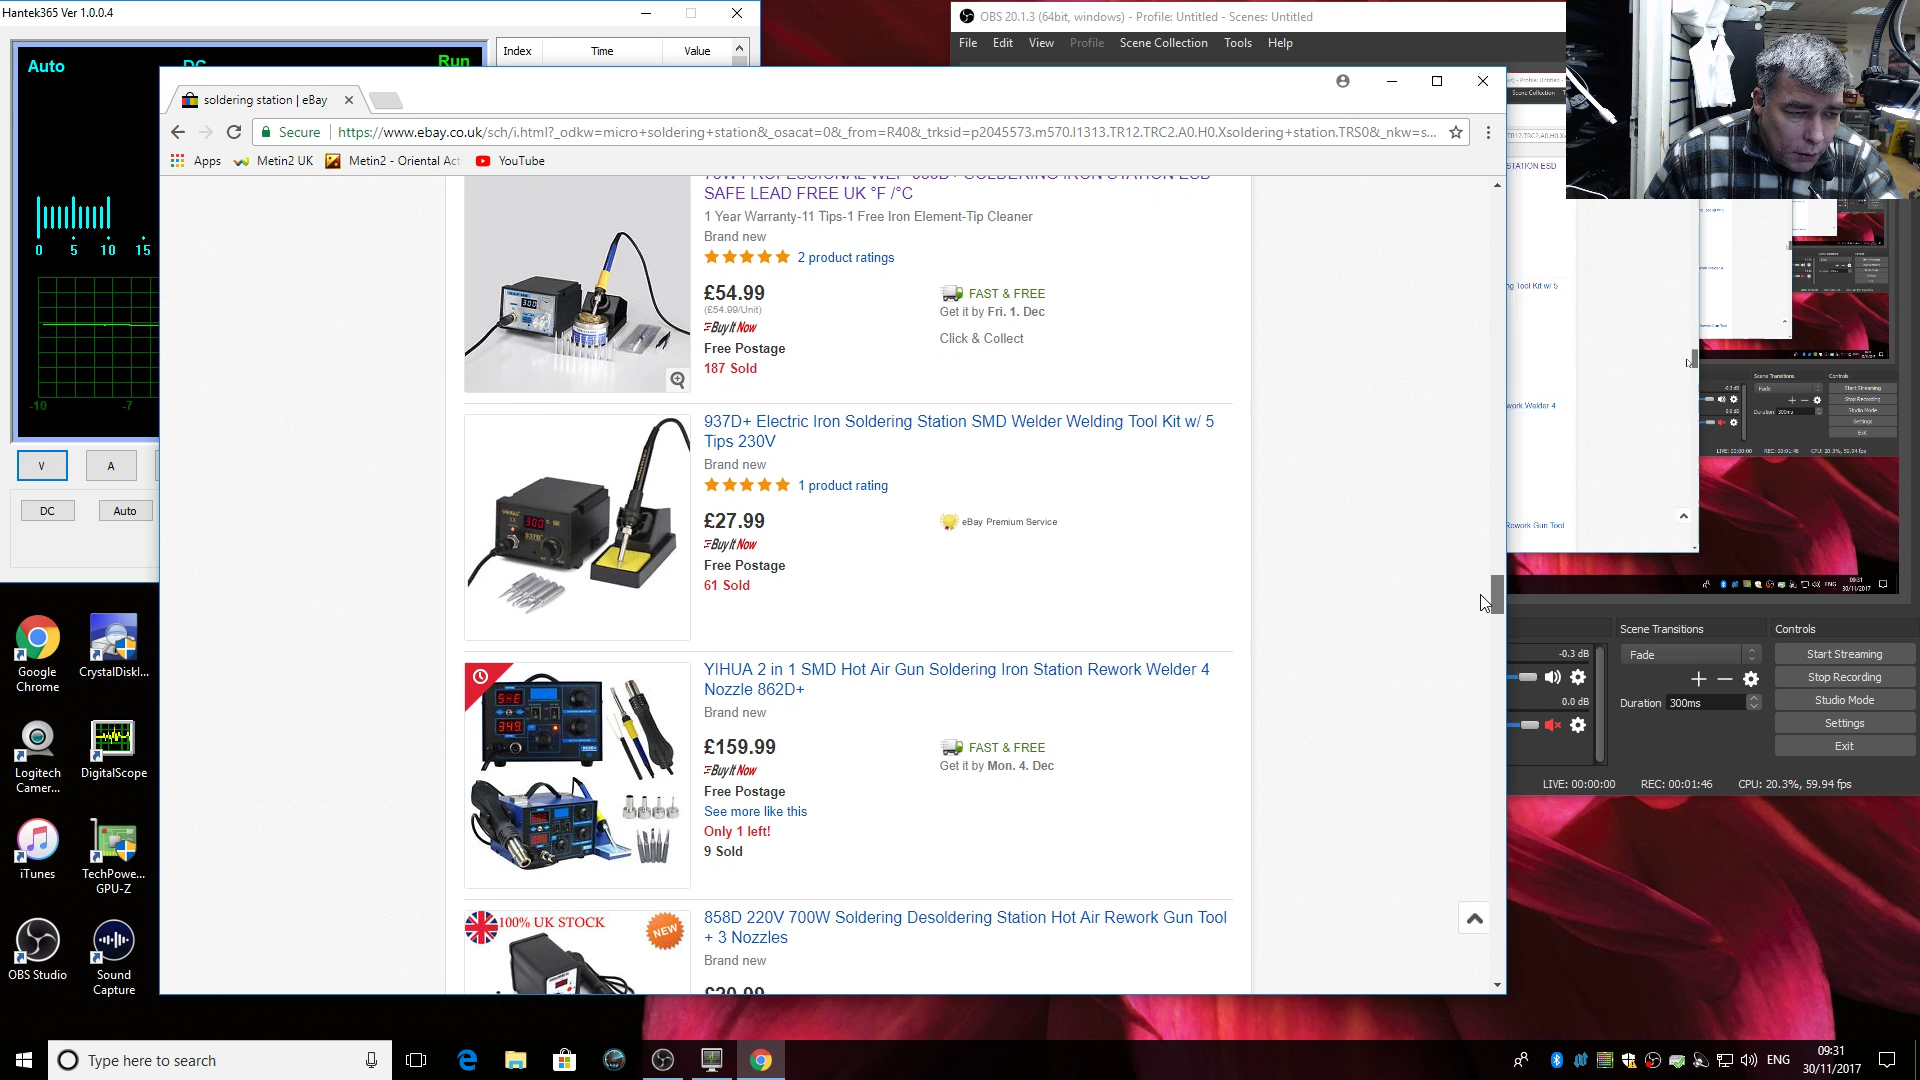 Hantek365 Ver 1.0.0.4
Index Time Value
Auto DC Run
0 5 10 15
-10 -7
V A
DC Auto
OBS 20.1.3 (64bit, windows) - Profile: Untitled - Scenes: Untitled
File Edit View Profile Scene Collection Tools Help
soldering station | eBay
Secure https://www.ebay.co.uk/sch/i.html?_odkw=micro+soldering+station&_osacat=0&_from=R40&_trksid=p2045573.m570.l1313.TR12.TRC2.A0.H0.Xsoldering+station.TRS0&_nkw=s...
Apps Metin2 UK Metin2 - Oriental Act YouTube
SAFE LEAD FREE UK °F /°C
1 Year Warranty-11 Tips-1 Free Iron Element-Tip Cleaner
Brand new
2 product ratings
£54.99
(£54.99/Unit)
Buy It Now
Free Postage
187 Sold
FAST & FREE
Get it by Fri. 1. Dec
Click & Collect
937D+ Electric Iron Soldering Station SMD Welder Welding Tool Kit w/ 5
Tips 230V
Brand new
1 product rating
£27.99
Buy It Now
Free Postage
61 Sold
eBay Premium Service
YIHUA 2 in 1 SMD Hot Air Gun Soldering Iron Station Rework Welder 4
Nozzle 862D+
Brand new
£159.99
Buy It Now
Free Postage
See more like this
Only 1 left!
9 Sold
FAST & FREE
Get it by Mon. 4. Dec
100% UK STOCK
NEW
858D 220V 700W Soldering Desoldering Station Hot Air Rework Gun Tool
+ 3 Nozzles
Brand new
Google
Chrome
CrystalDiskI...
Logitech
Camer...
DigitalScope
iTunes
TechPowe...
GPU-Z
OBS Studio
Sound
Capture
-0.3 dB
0.0 dB
Scene Transitions
Fade
Duration 300ms
Controls
Start Streaming
Stop Recording
Studio Mode
Settings
Exit
LIVE: 00:00:00 REC: 00:01:46 CPU: 20.3%, 59.94 fps
Type here to search
ENG
09:31
30/11/2017